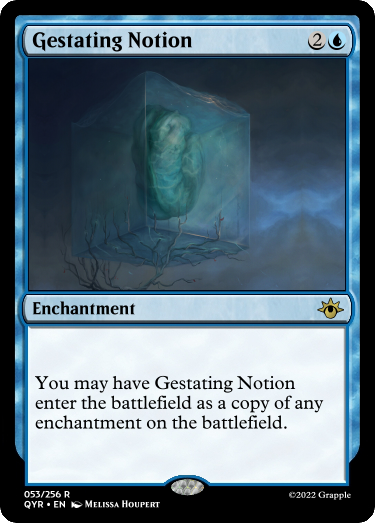 Gestating Notion 2
Enchantment
You may have Gestating Notion
enter the battlefield as a copy of any
enchantment on the battlefield.
053/256 R
QYR • EN Melissa Houpert
©2022 Grapple